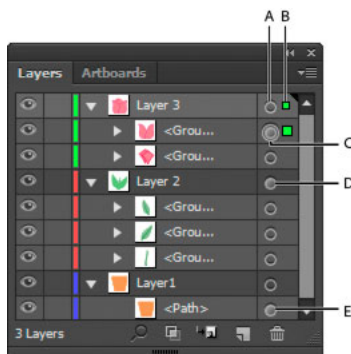 A B
Layers Artboards
Layer 3
<Grou...
C
<Grou...
Layer 2
D
<Grou...
<Grou...
<Grou...
Layer1
<Path>
E
3 Layers